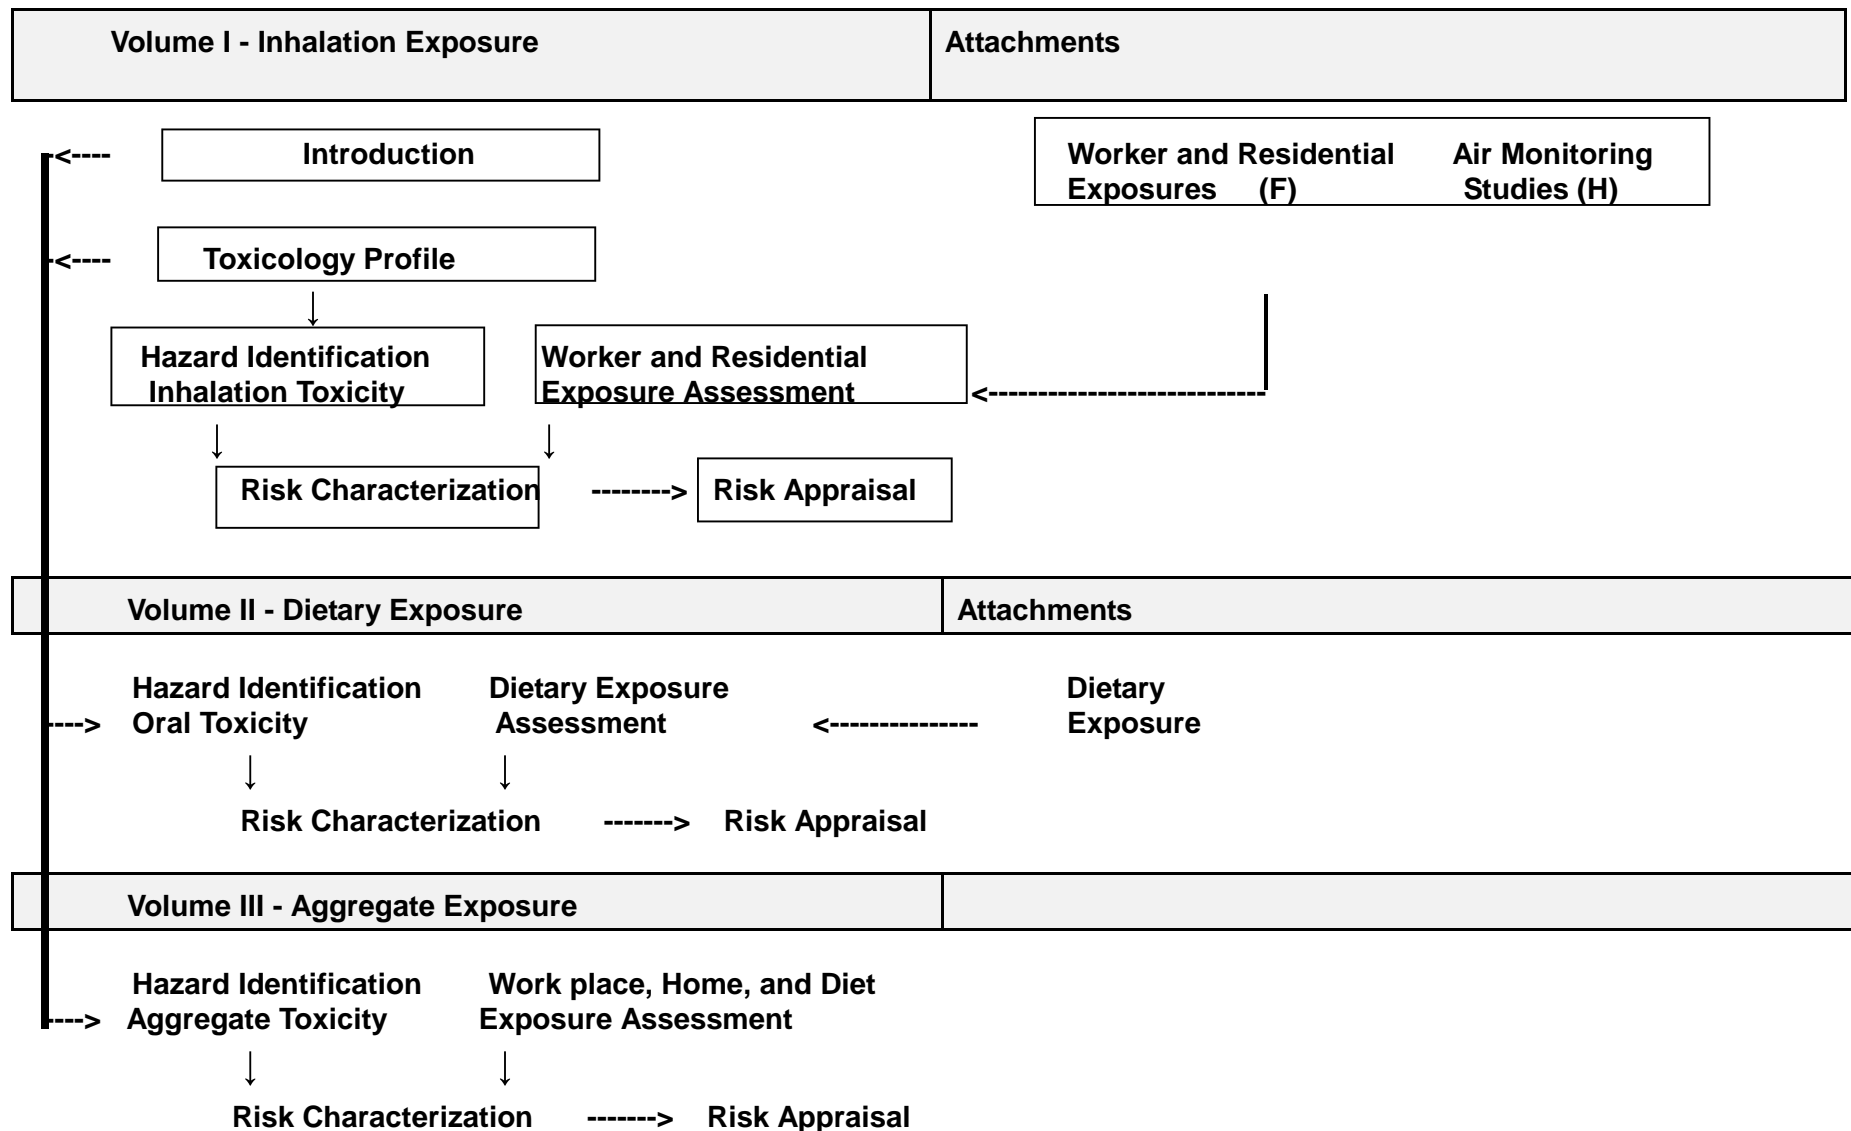 Volume I - Inhalation Exposure Attachments
-<---- Introduction Worker and Residential Air Monitoring
Exposures (F) Studies (H)
-<---- Toxicology Profile
↓
Hazard Identification Worker and Residential
Inhalation Toxicity Exposure Assessment <----------------------------
↓ ↓
Risk Characterization --------> Risk Appraisal
Volume II - Dietary Exposure Attachments
Hazard Identification Dietary Exposure Dietary
----> Oral Toxicity Assessment <--------------- Exposure
↓ ↓
Risk Characterization -------> Risk Appraisal
Volume III - Aggregate Exposure
Hazard Identification Work place, Home, and Diet
----> Aggregate Toxicity Exposure Assessment
↓ ↓
Risk Characterization -------> Risk Appraisal